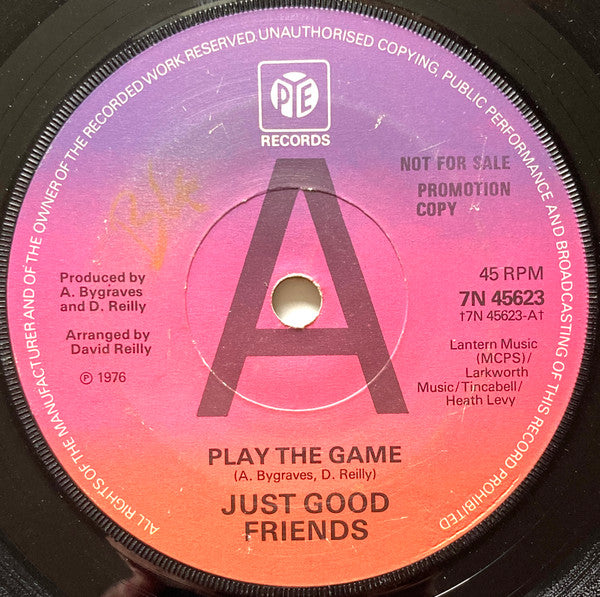 ALL RIGHTS OF THE MANUFACTURER AND OF THE OWNER OF THE RECORDED WORK RESERVED. UNAUTHORISED COPYING, PUBLIC PERFORMANCE AND BROADCASTING OF THIS RECORD PROHIBITED
PYE
RECORDS
NOT FOR SALE
PROMOTION
COPY
A
Produced by
A. Bygraves
and D. Reilly
Arranged by
David Reilly
℗ 1976
45 RPM
7N 45623
†7N 45623-A†
Lantern Music
(MCPS)/
Larkworth
Music/Tincabell/
Heath Levy
PLAY THE GAME
(A. Bygraves, D. Reilly)
JUST GOOD
FRIENDS